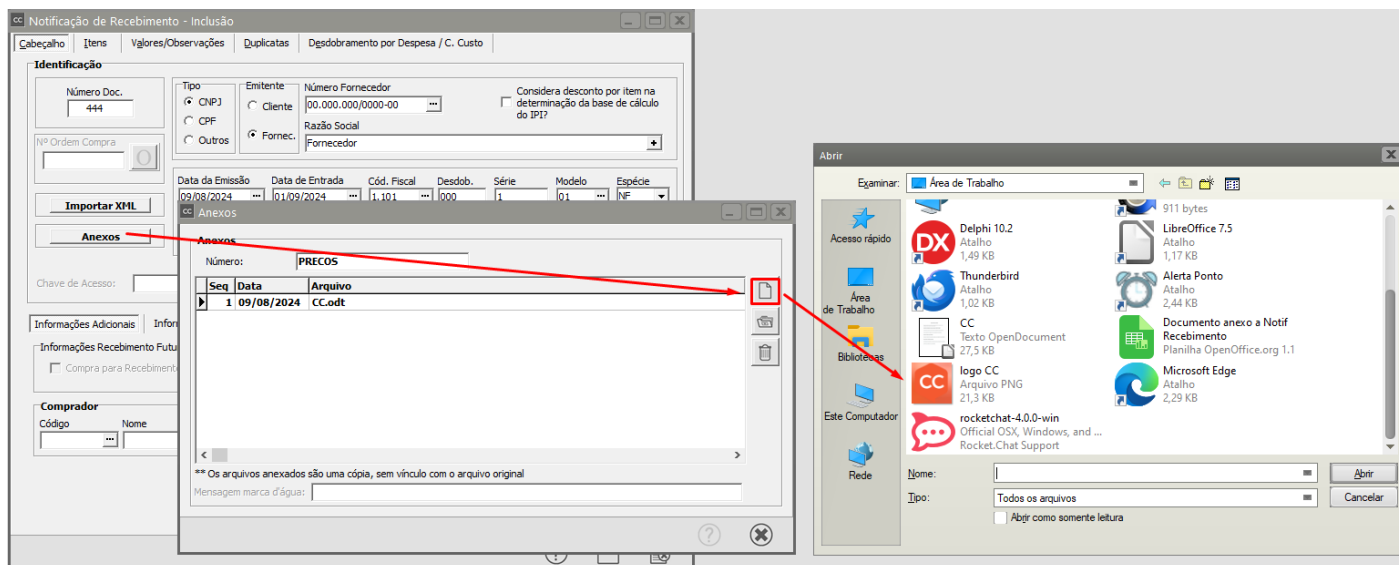 CC Notificação de Recebimento - Inclusão
Cabeçalho Itens Valores/Observações Duplicatas Desdobramento por Despesa / C. Custo
Identificação
Número Doc.
444
Nº Ordem Compra
O
Importar XML
Anexos
Chave de Acesso:
Tipo
CNPJ
CPF
Outros
Emitente
Cliente
Fornec.
Número Fornecedor
00.000.000/0000-00 ...
Razão Social
Fornecedor +
Considera desconto por item na
determinação da base de cálculo
do IPI?
Data da Emissão Data de Entrada Cód. Fiscal Desdob. Série Modelo Espécie
09/08/2024 ... 01/09/2024 ... 1.101 ... 000 1 01 ... NF
Informações Adicionais
Informações Recebimento Futu
Compra para Recebimento
Comprador
Código Nome
...
CC Anexos
Anexos
Número: PRECOS
Seq Data Arquivo
1 09/08/2024 CC.odt
** Os arquivos anexados são uma cópia, sem vínculo com o arquivo original
Mensagem marca d'água:
?
Abrir
Examinar: Área de Trabalho
Acesso rápido
Área
de Trabalho
Bibliotecas
Este Computador
Rede
911 bytes
DX
Delphi 10.2
Atalho
1,49 KB
LibreOffice 7.5
Atalho
1,17 KB
Thunderbird
Atalho
1,02 KB
Alerta Ponto
Atalho
2,44 KB
CC
Texto OpenDocument
27,5 KB
Documento anexo a Notif
Recebimento
Planilha OpenOffice.org 1.1
CC
logo CC
Arquivo PNG
21,3 KB
Microsoft Edge
Atalho
2,29 KB
rocketchat-4.0.0-win
Official OSX, Windows, and ...
Rocket.Chat Support
Nome:
Abrir
Tipo: Todos os arquivos
Cancelar
Abrir como somente leitura